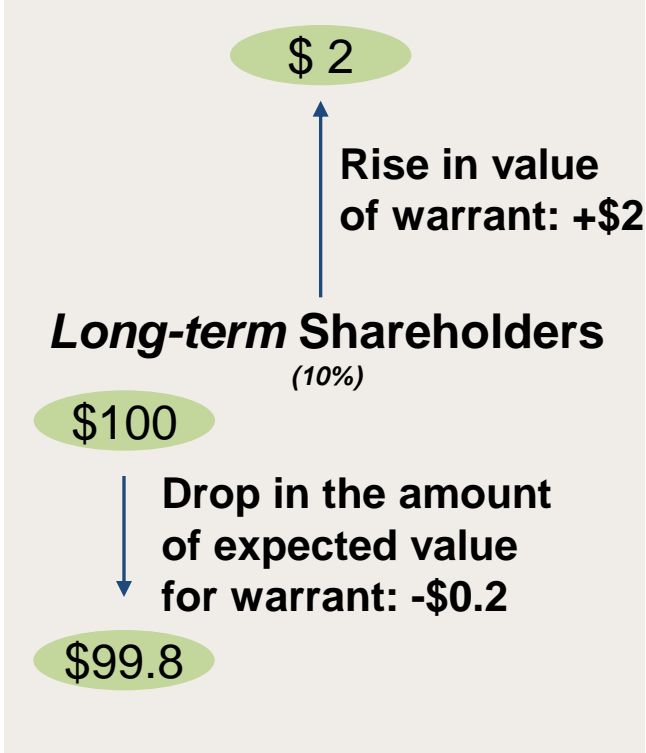 $ 2
Rise in value
of warrant: +$2
Long-term Shareholders
(10%)
$100
Drop in the amount
of expected value
for warrant: -$0.2
$99.8